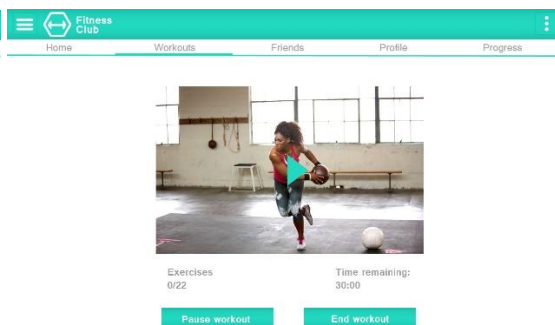 Fitness
Club
Home Workouts Friends Profile Progress
Exercises Time remaining:
0/22 30:00
Pause workout End workout